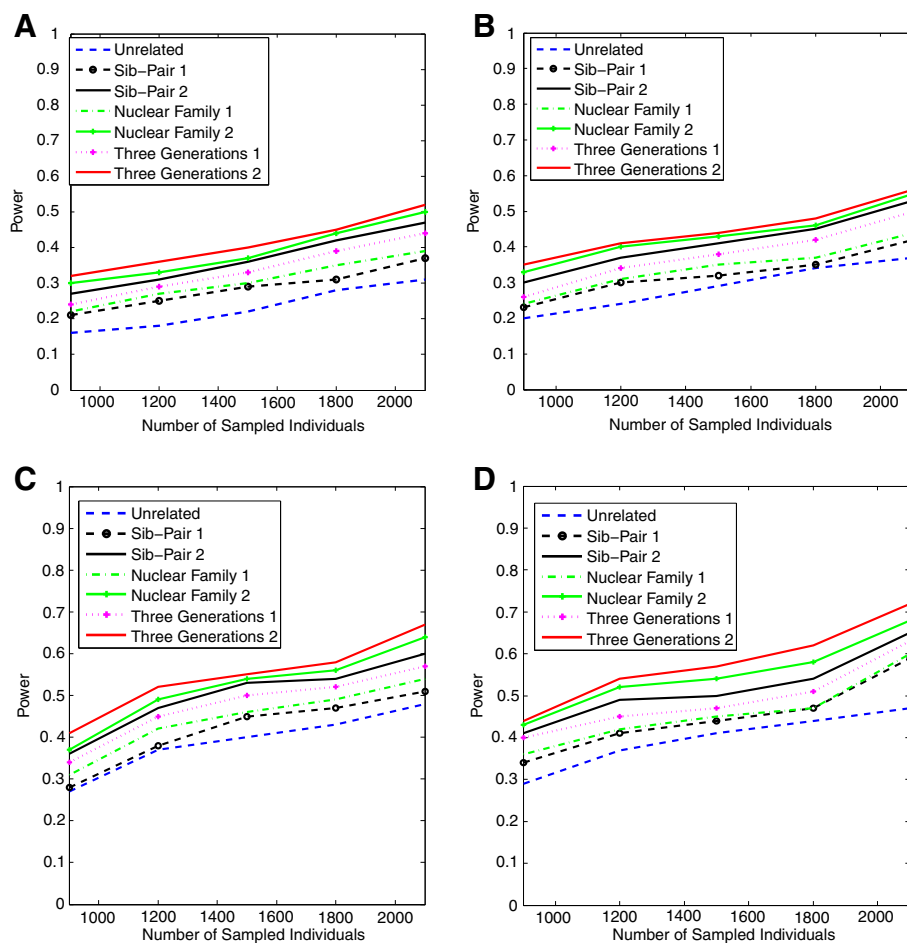 A
1
0.9
0.8
0.7
0.6
0.5
0.4
0.3
0.2
0.1
0
Power
Unrelated
Sib−Pair 1
Sib−Pair 2
Nuclear Family 1
Nuclear Family 2
Three Generations 1
Three Generations 2
1000 1200 1400 1600 1800 2000
Number of Sampled Individuals
B
1
0.9
0.8
0.7
0.6
0.5
0.4
0.3
0.2
0.1
0
Power
Unrelated
Sib−Pair 1
Sib−Pair 2
Nuclear Family 1
Nuclear Family 2
Three Generations 1
Three Generations 2
1000 1200 1400 1600 1800 2000
Number of Sampled Individuals
C
1
0.9
0.8
0.7
0.6
0.5
0.4
0.3
0.2
0.1
0
Power
Unrelated
Sib−Pair 1
Sib−Pair 2
Nuclear Family 1
Nuclear Family 2
Three Generations 1
Three Generations 2
1000 1200 1400 1600 1800 2000
Number of Sampled Individuals
D
1
0.9
0.8
0.7
0.6
0.5
0.4
0.3
0.2
0.1
0
Power
Unrelated
Sib−Pair 1
Sib−Pair 2
Nuclear Family 1
Nuclear Family 2
Three Generations 1
Three Generations 2
1000 1200 1400 1600 1800 2000
Number of Sampled Individuals